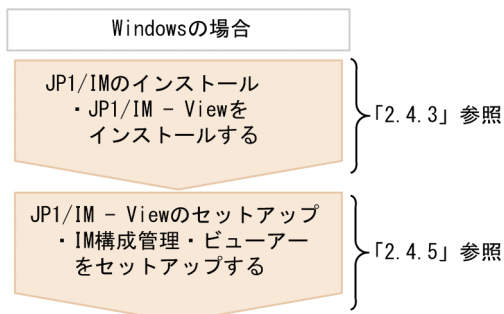 Windowsの場合
JP1/IMのインストール
・JP1/IM - Viewを
インストールする
「2.4.3」参照
JP1/IM - Viewのセットアップ
・IM構成管理・ビューアー
をセットアップする
「2.4.5」参照